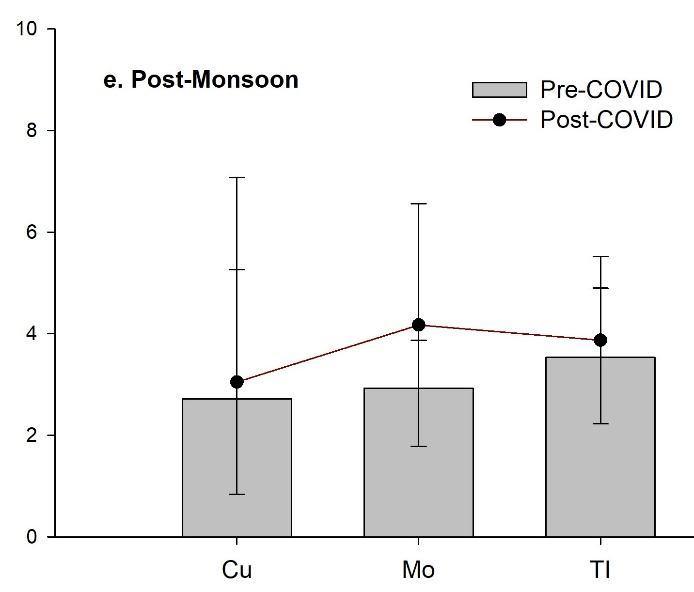 10
e. Post-Monsoon
Pre-COVID
Post-COVID
8
6
4
2
0
Cu
Mo
Tl